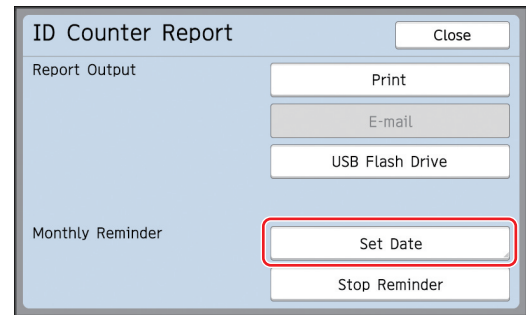 ID Counter Report
Close
Report Output
Print
E-mail
USB Flash Drive
Monthly Reminder
Set Date
Stop Reminder